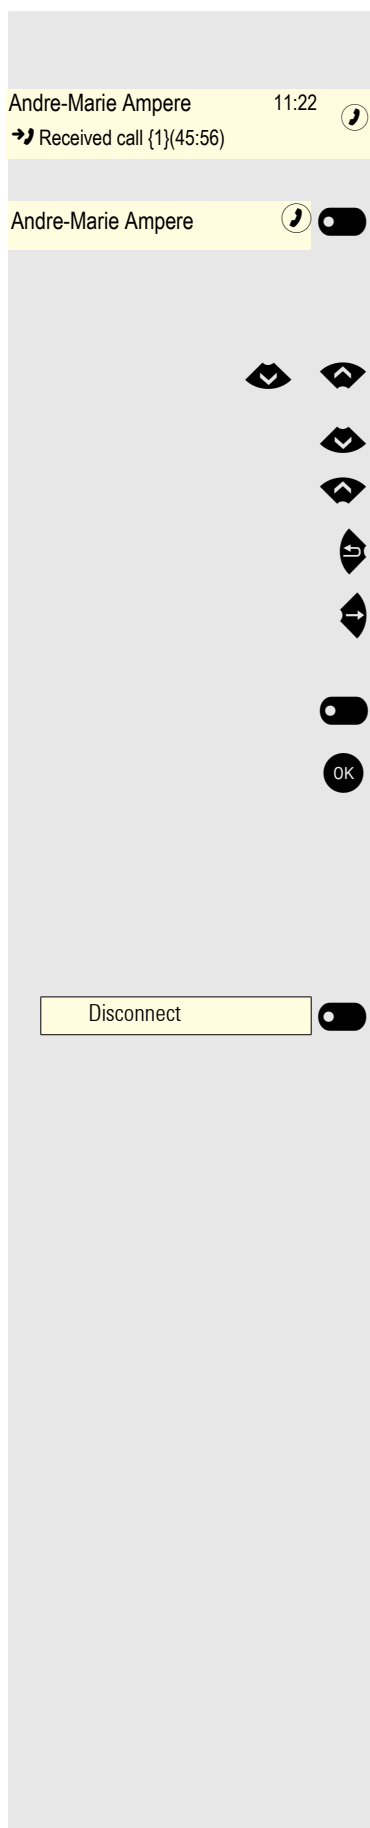 Andre-Marie Ampere 11:22
Received call {1}(45:56)
Andre-Marie Ampere
OK
Disconnect